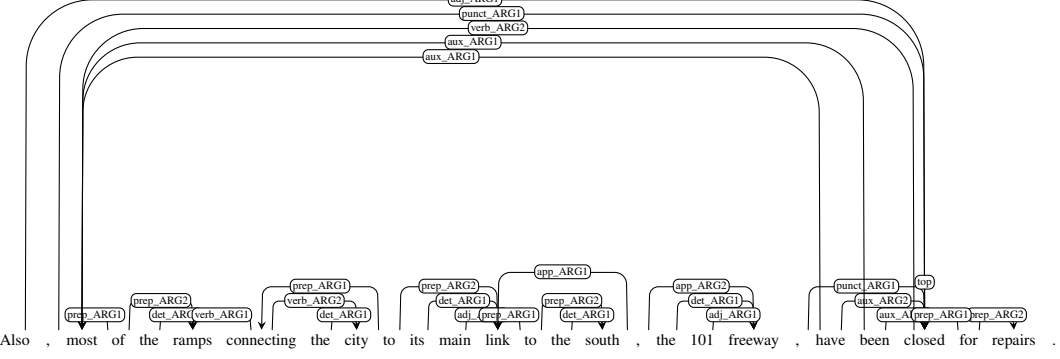 adj_ARG1
punct_ARG1
verb_ARG2
aux_ARG1
aux_ARG1
app_ARG1
top
prep_ARG1 prep_ARG2 app_ARG2 punct_ARG1
prep_ARG2 verb_ARG2 det_ARG1 prep_ARG2 det_ARG1 aux_ARG2
prep_ARG1 det_ARG verb_ARG1 det_ARG1 adj_ prep_ARG1 det_ARG1 adj_ARG1 aux_A prep_ARG1 prep_ARG2
Also , most of the ramps connecting the city to its main link to the south , the 101 freeway , have been closed for repairs .